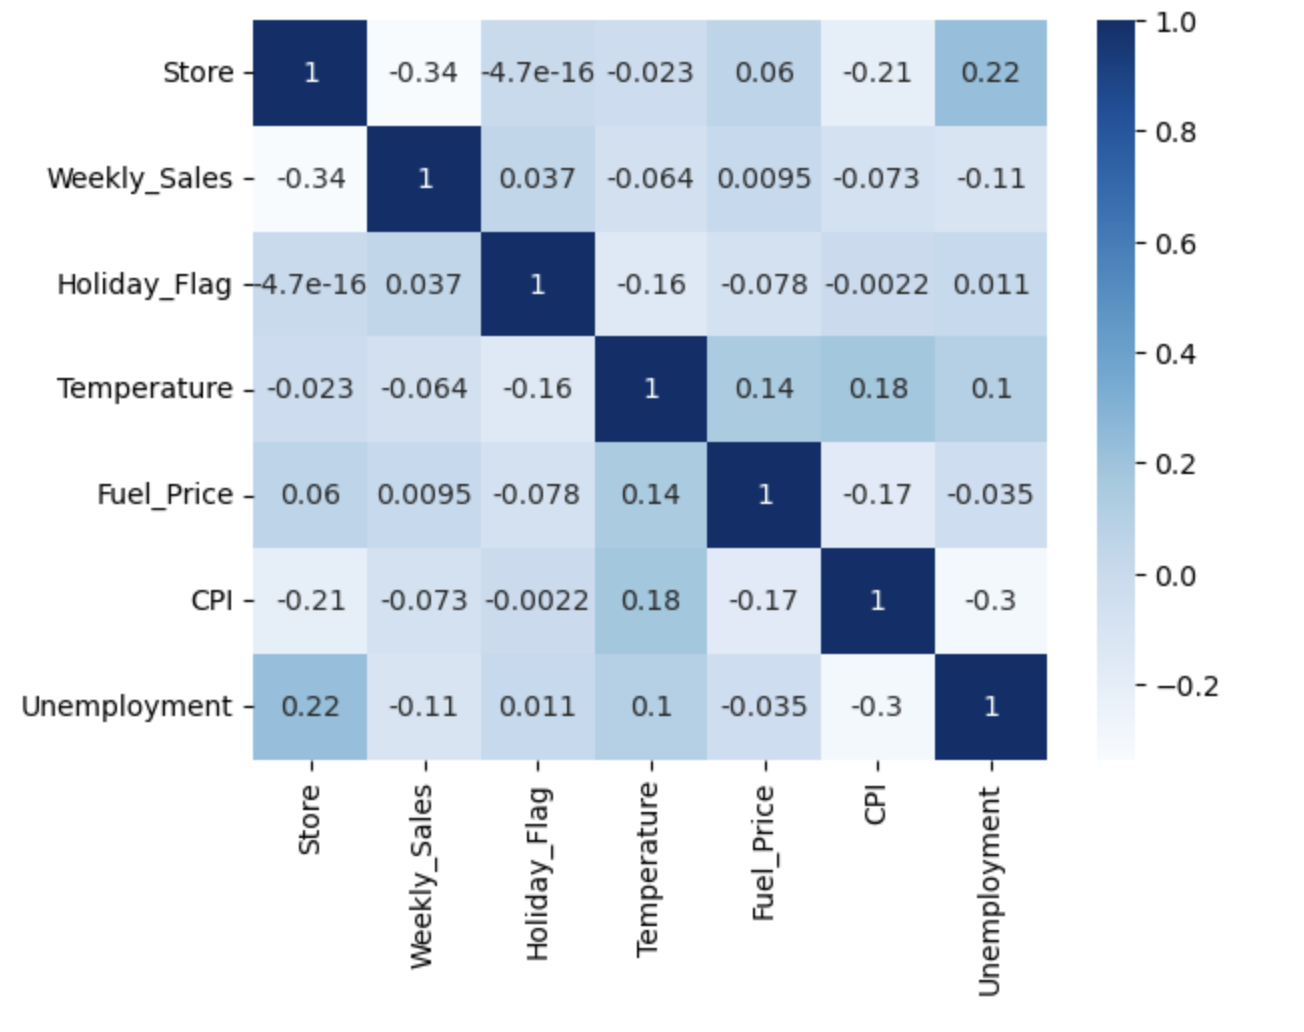 Store 1 -0.34 -4.7e-16 -0.023 0.06 -0.21 0.22
Weekly_Sales -0.34 1 0.037 -0.064 0.0095 -0.073 -0.11
Holiday_Flag -4.7e-16 0.037 1 -0.16 -0.078 -0.0022 0.011
Temperature -0.023 -0.064 -0.16 1 0.14 0.18 0.1
Fuel_Price 0.06 0.0095 -0.078 0.14 1 -0.17 -0.035
CPI -0.21 -0.073 -0.0022 0.18 -0.17 1 -0.3
Unemployment 0.22 -0.11 0.011 0.1 -0.035 -0.3 1
Store
Weekly_Sales
Holiday_Flag
Temperature
Fuel_Price
CPI
Unemployment
1.0
0.8
0.6
0.4
0.2
0.0
−0.2